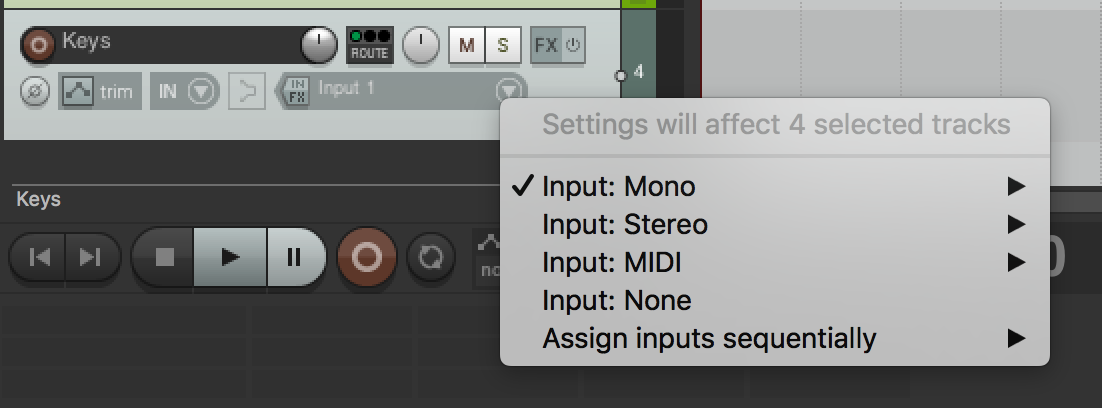 Keys
ROUTE
M
S
FX
4
trim
IN
IN
FX
Input 1
Settings will affect 4 selected tracks
Input: Mono
Input: Stereo
Input: MIDI
Input: None
Assign inputs sequentially
Keys
no
0